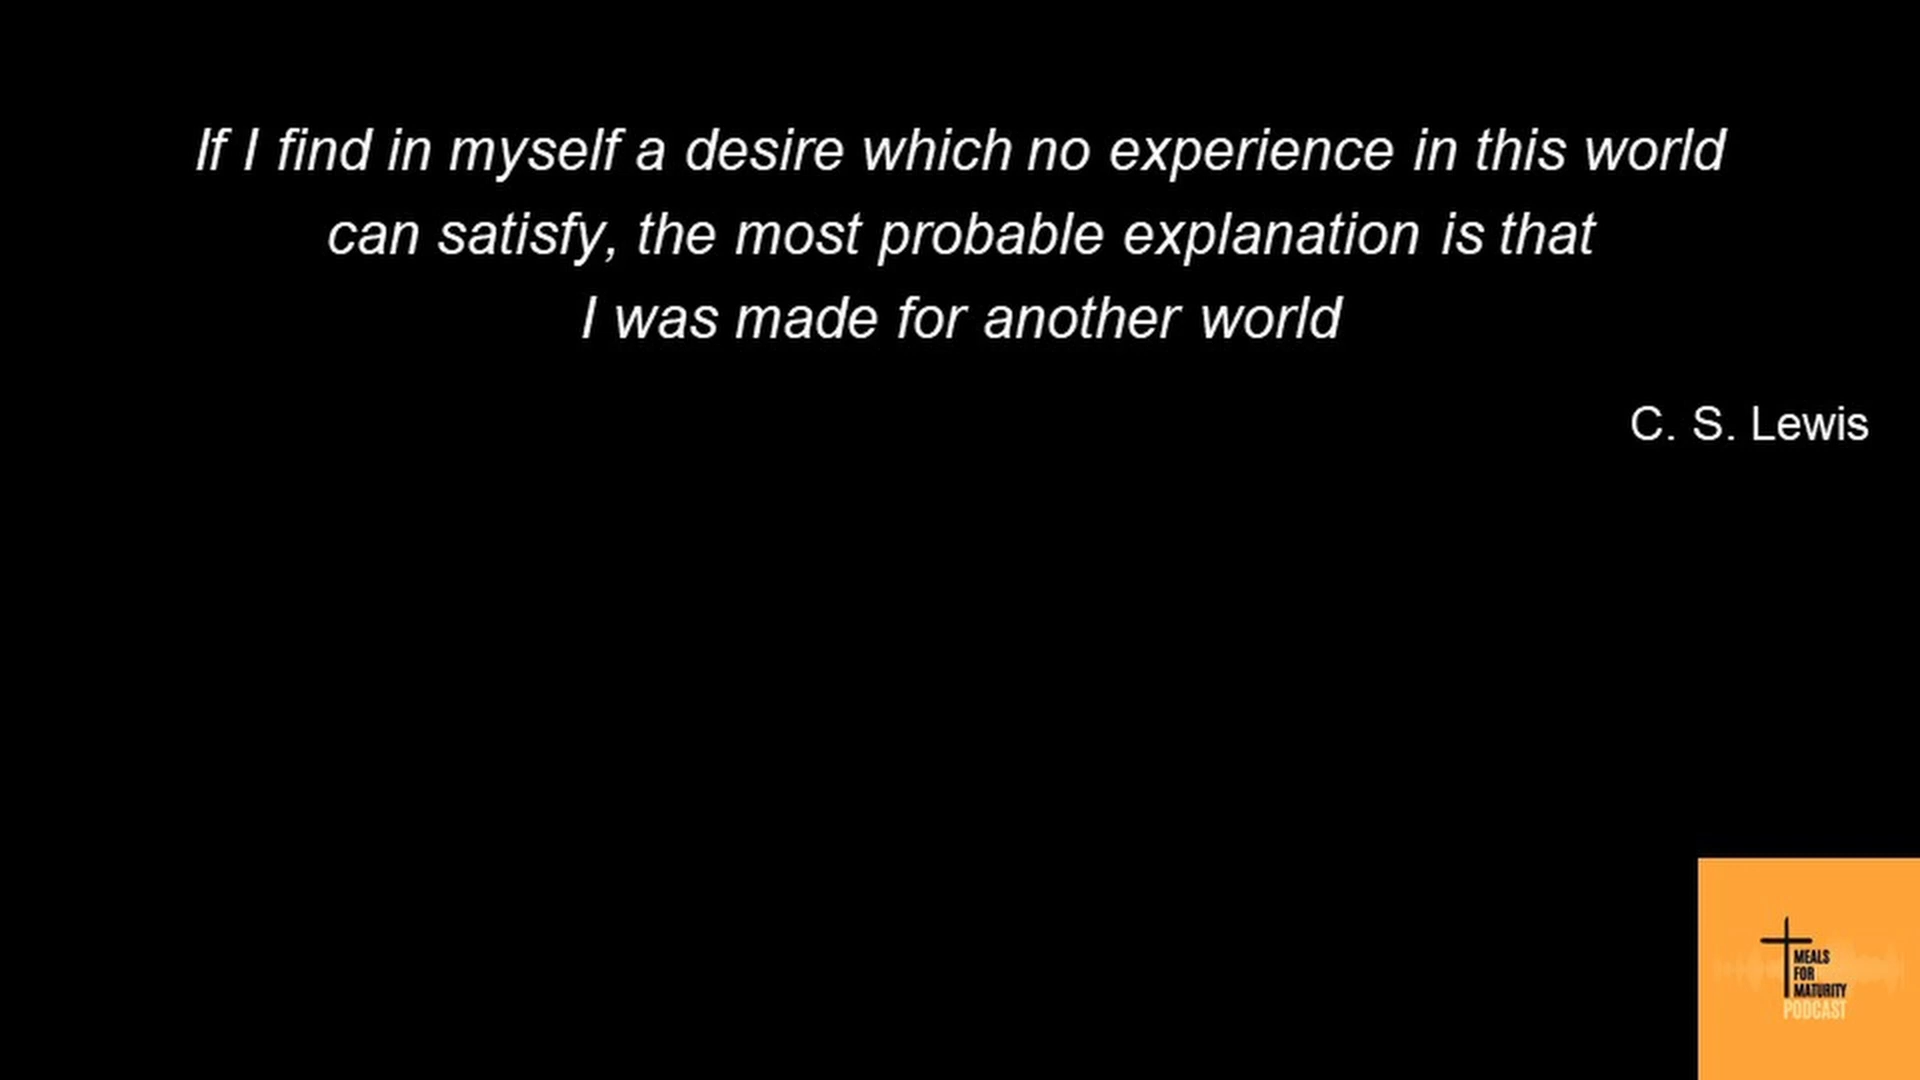 If I find in myself a desire which no experience in this world
can satisfy, the most probable explanation is that
I was made for another world
C. S. Lewis
MEALS
FOR
MATURITY
PODCAST